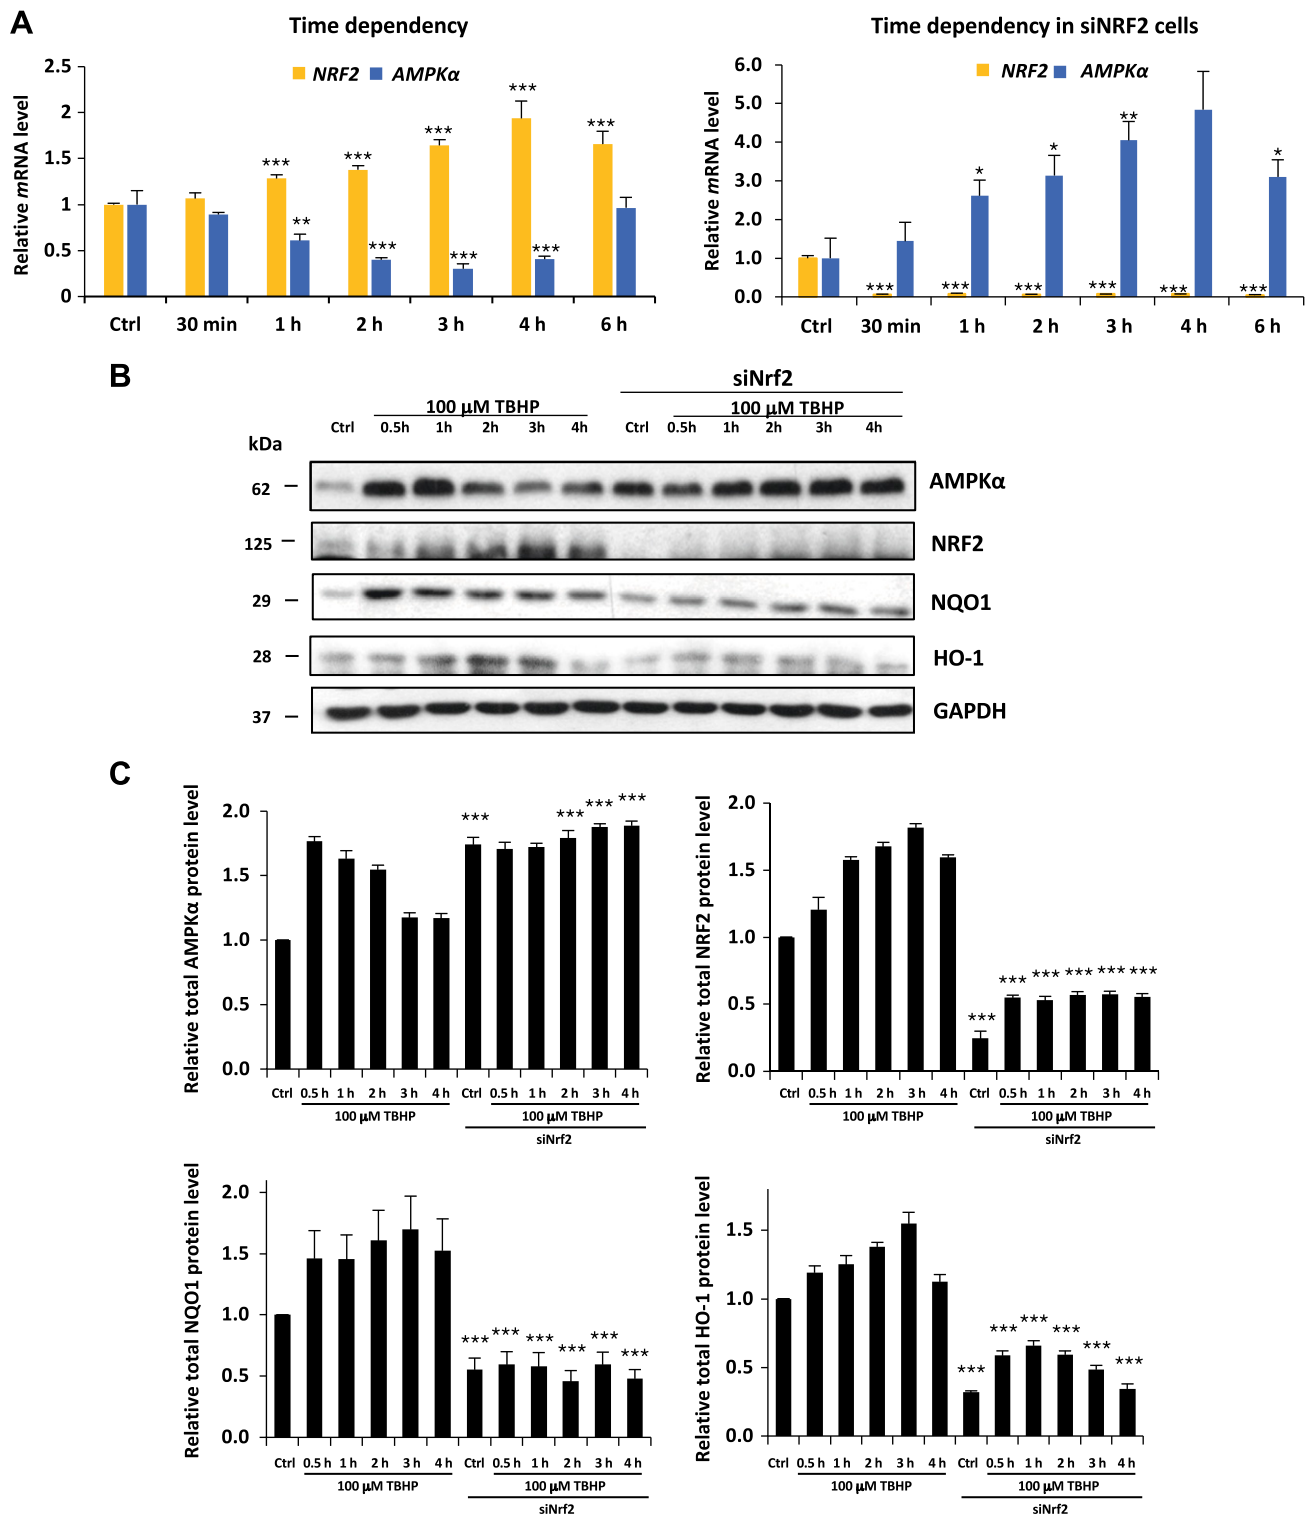 A
Time dependency
Time dependency in siNRF2 cells
NRF2 AMPKα
NRF2 AMPKα
Relative mRNA level
2.5
2
1.5
1
0.5
0
*** *** *** *** ***
** *** *** ***
Ctrl 30 min 1 h 2 h 3 h 4 h 6 h
Relative mRNA level
6.0
5.0
4.0
3.0
2.0
1.0
0.0
* * ** *
*** *** *** *** *** ***
Ctrl 30 min 1 h 2 h 3 h 4 h 6 h
B
siNrf2
100 μM TBHP 100 μM TBHP
Ctrl 0.5h 1h 2h 3h 4h Ctrl 0.5h 1h 2h 3h 4h
kDa
62 AMPKα
125 NRF2
29 NQO1
28 HO-1
37 GAPDH
C
Relative total AMPKα protein level
2.0
1.5
1.0
0.5
0.0
*** *** *** ***
Ctrl 0.5 h 1 h 2 h 3 h 4 h Ctrl 0.5 h 1 h 2 h 3 h 4 h
100 μM TBHP 100 μM TBHP
siNrf2
Relative total NRF2 protein level
2.0
1.5
1.0
0.5
0.0
*** *** *** *** *** ***
Ctrl 0.5 h 1 h 2 h 3 h 4 h Ctrl 0.5 h 1 h 2 h 3 h 4 h
100 μM TBHP 100 μM TBHP
siNrf2
Relative total NQO1 protein level
2.0
1.5
1.0
0.5
0.0
*** *** *** *** *** ***
Ctrl 0.5 h 1 h 2 h 3 h 4 h Ctrl 0.5 h 1 h 2 h 3 h 4 h
100 μM TBHP 100 μM TBHP
siNrf2
Relative total HO-1 protein level
1.5
1.0
0.5
0.0
*** *** *** *** *** ***
Ctrl 0.5 h 1 h 2 h 3 h 4 h Ctrl 0.5 h 1 h 2 h 3 h 4 h
100 μM TBHP 100 μM TBHP
siNrf2